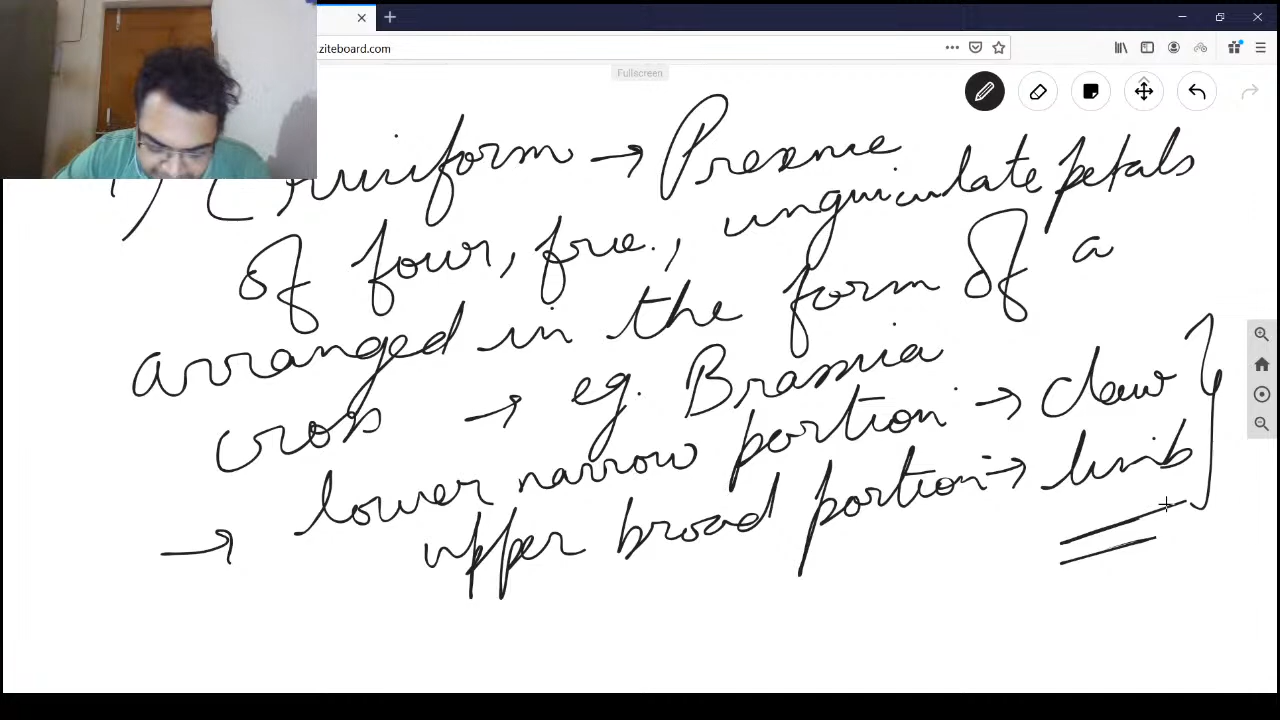 ziteboard.com
Fullscreen
1) Cruciform → Presence
of four, free, unguiculate petals
arranged in the form of a
cross → eg. Brassica
→ lower narrow portion → claw
upper broad portion → limb